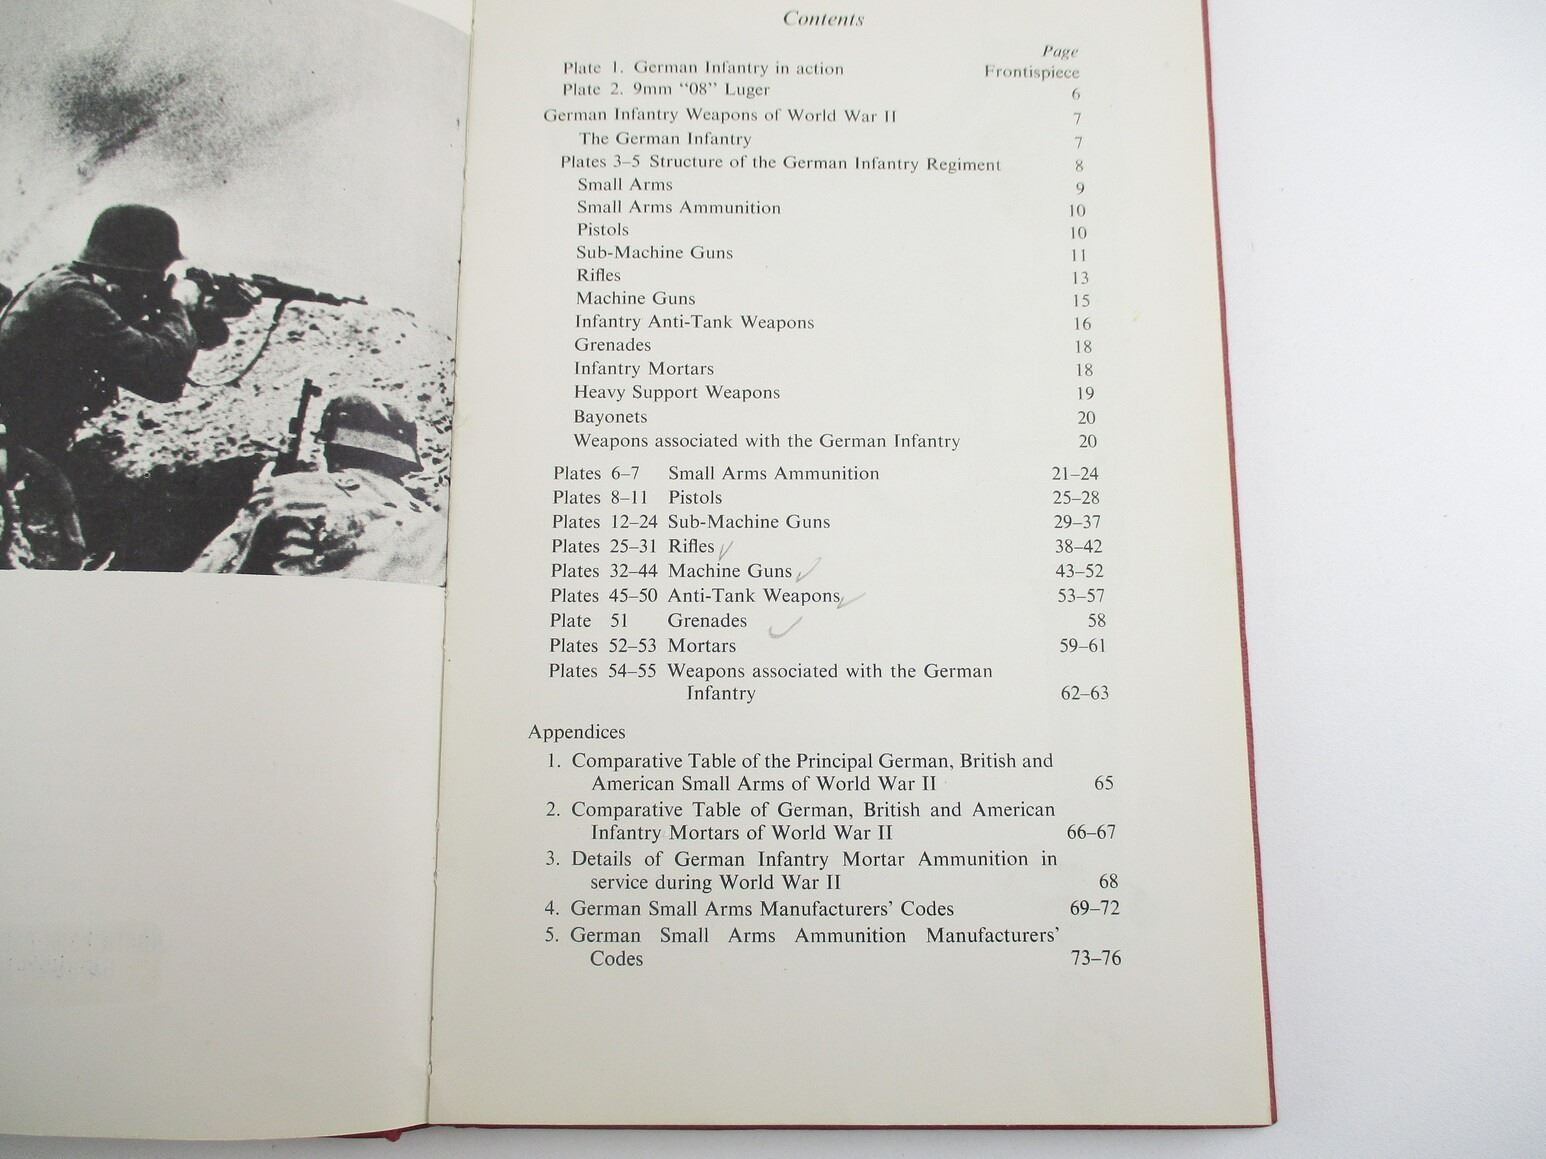 Contents
Page
Plate 1. German Infantry in action Frontispiece
Plate 2. 9mm “08” Luger 6
German Infantry Weapons of World War II 7
The German Infantry 7
Plates 3–5 Structure of the German Infantry Regiment 8
Small Arms 9
Small Arms Ammunition 10
Pistols 10
Sub-Machine Guns 11
Rifles 13
Machine Guns 15
Infantry Anti-Tank Weapons 16
Grenades 18
Infantry Mortars 18
Heavy Support Weapons 19
Bayonets 20
Weapons associated with the German Infantry 20
Plates 6–7 Small Arms Ammunition 21–24
Plates 8–11 Pistols 25–28
Plates 12–24 Sub-Machine Guns 29–37
Plates 25–31 Rifles 38–42
Plates 32–44 Machine Guns 43–52
Plates 45–50 Anti-Tank Weapons 53–57
Plate 51 Grenades 58
Plates 52–53 Mortars 59–61
Plates 54–55 Weapons associated with the German
Infantry 62–63
Appendices
1. Comparative Table of the Principal German, British and
American Small Arms of World War II 65
2. Comparative Table of German, British and American
Infantry Mortars of World War II 66–67
3. Details of German Infantry Mortar Ammunition in
service during World War II 68
4. German Small Arms Manufacturers’ Codes 69–72
5. German Small Arms Ammunition Manufacturers’
Codes 73–76